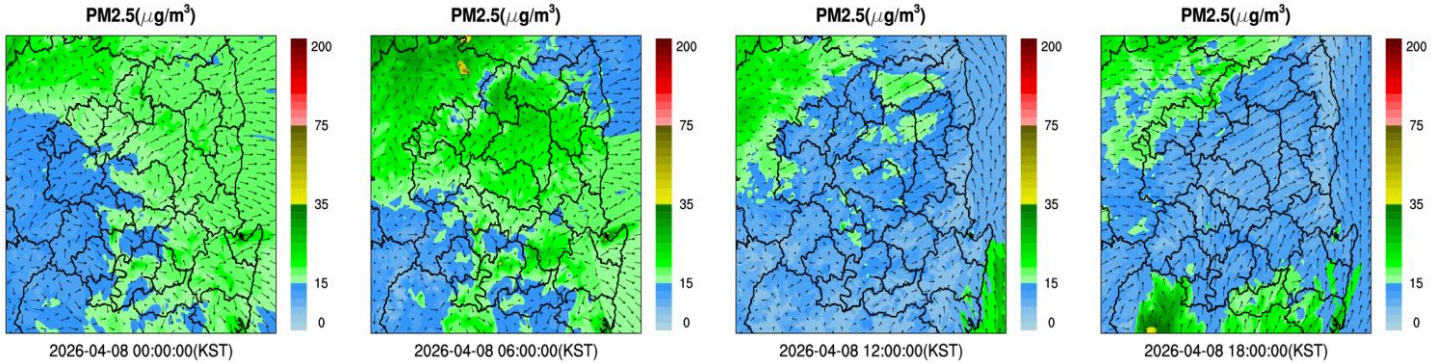 PM2.5(μg/m³) PM2.5(μg/m³) PM2.5(μg/m³) PM2.5(μg/m³)
200 200 200 200
75 75 75 75
35 35 35 35
15 15 15 15
0 0 0 0
2026-04-08 00:00:00(KST) 2026-04-08 06:00:00(KST) 2026-04-08 12:00:00(KST) 2026-04-08 18:00:00(KST)